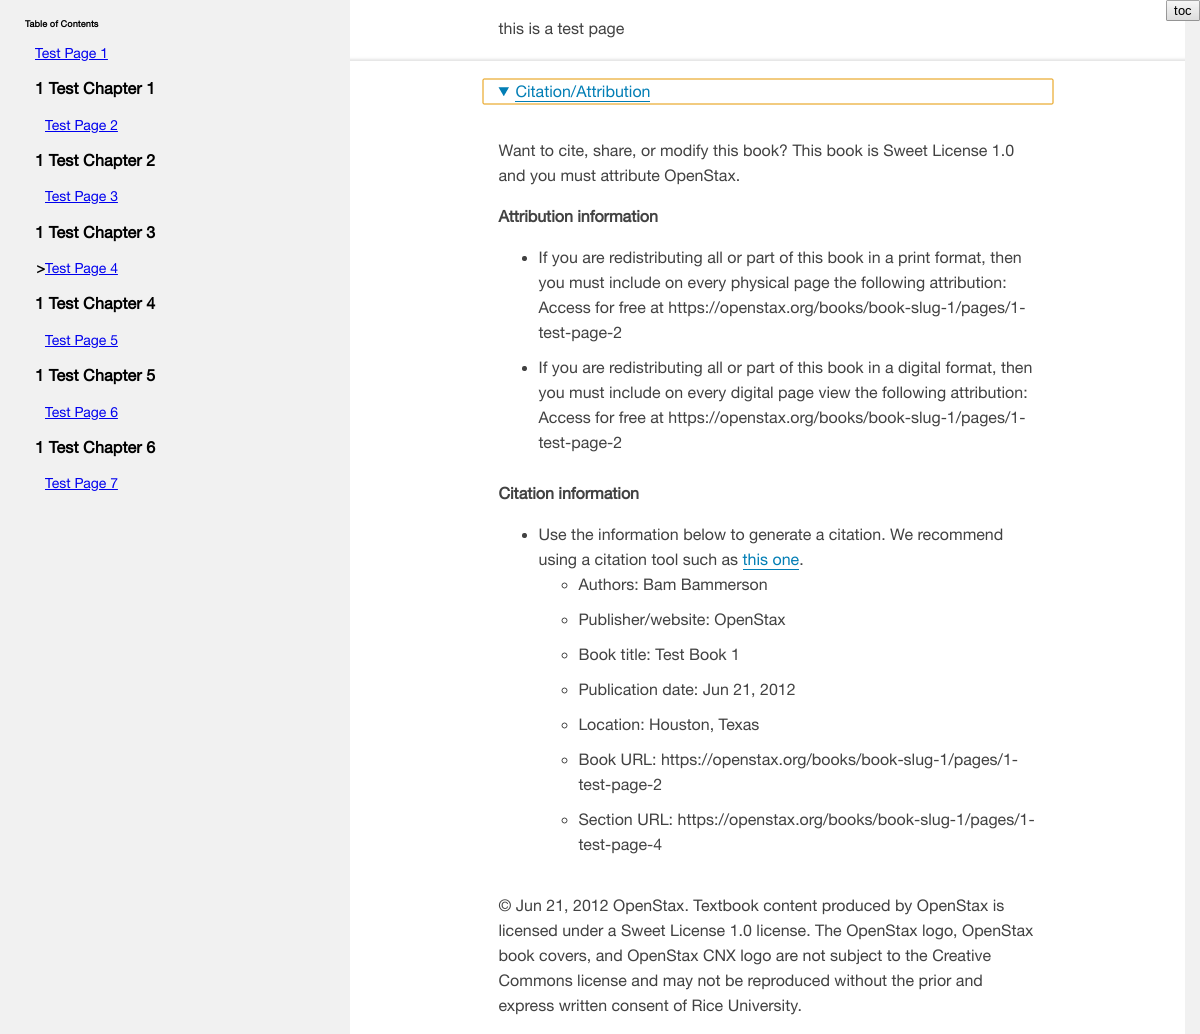 Table of Contents
Test Page 1
1 Test Chapter 1
Test Page 2
1 Test Chapter 2
Test Page 3
1 Test Chapter 3
>Test Page 4
1 Test Chapter 4
Test Page 5
1 Test Chapter 5
Test Page 6
1 Test Chapter 6
Test Page 7
toc
this is a test page
▼ Citation/Attribution
Want to cite, share, or modify this book? This book is Sweet License 1.0
and you must attribute OpenStax.
Attribution information
• If you are redistributing all or part of this book in a print format, then
you must include on every physical page the following attribution:
Access for free at https://openstax.org/books/book-slug-1/pages/1-
test-page-2
• If you are redistributing all or part of this book in a digital format, then
you must include on every digital page view the following attribution:
Access for free at https://openstax.org/books/book-slug-1/pages/1-
test-page-2
Citation information
• Use the information below to generate a citation. We recommend
using a citation tool such as this one.
◦ Authors: Bam Bammerson
◦ Publisher/website: OpenStax
◦ Book title: Test Book 1
◦ Publication date: Jun 21, 2012
◦ Location: Houston, Texas
◦ Book URL: https://openstax.org/books/book-slug-1/pages/1-
test-page-2
◦ Section URL: https://openstax.org/books/book-slug-1/pages/1-
test-page-4
© Jun 21, 2012 OpenStax. Textbook content produced by OpenStax is
licensed under a Sweet License 1.0 license. The OpenStax logo, OpenStax
book covers, and OpenStax CNX logo are not subject to the Creative
Commons license and may not be reproduced without the prior and
express written consent of Rice University.